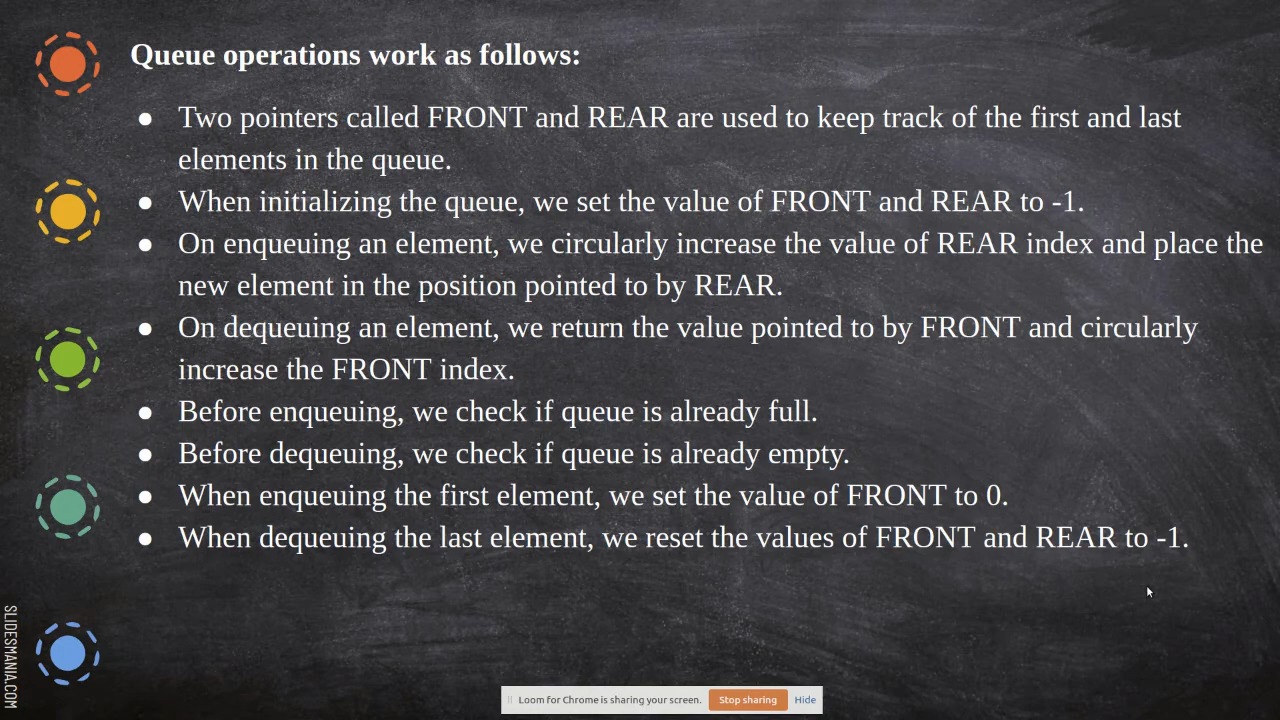 Queue operations work as follows:
● Two pointers called FRONT and REAR are used to keep track of the first and last
elements in the queue.
● When initializing the queue, we set the value of FRONT and REAR to -1.
● On enqueuing an element, we circularly increase the value of REAR index and place the
new element in the position pointed to by REAR.
● On dequeuing an element, we return the value pointed to by FRONT and circularly
increase the FRONT index.
● Before enqueuing, we check if queue is already full.
● Before dequeuing, we check if queue is already empty.
● When enqueuing the first element, we set the value of FRONT to 0.
● When dequeuing the last element, we reset the values of FRONT and REAR to -1.
SLIDESMANIA.COM
Loom for Chrome is sharing your screen. Stop sharing Hide